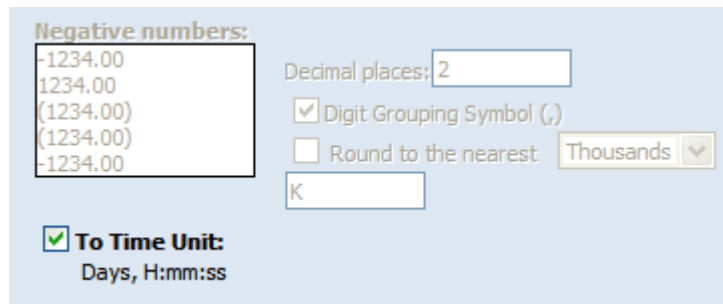 Negative numbers:
-1234.00
1234.00
(1234.00)
(1234.00)
-1234.00
Decimal places: 2
Digit Grouping Symbol (,)
Round to the nearest Thousands
K
To Time Unit:
Days, H:mm:ss